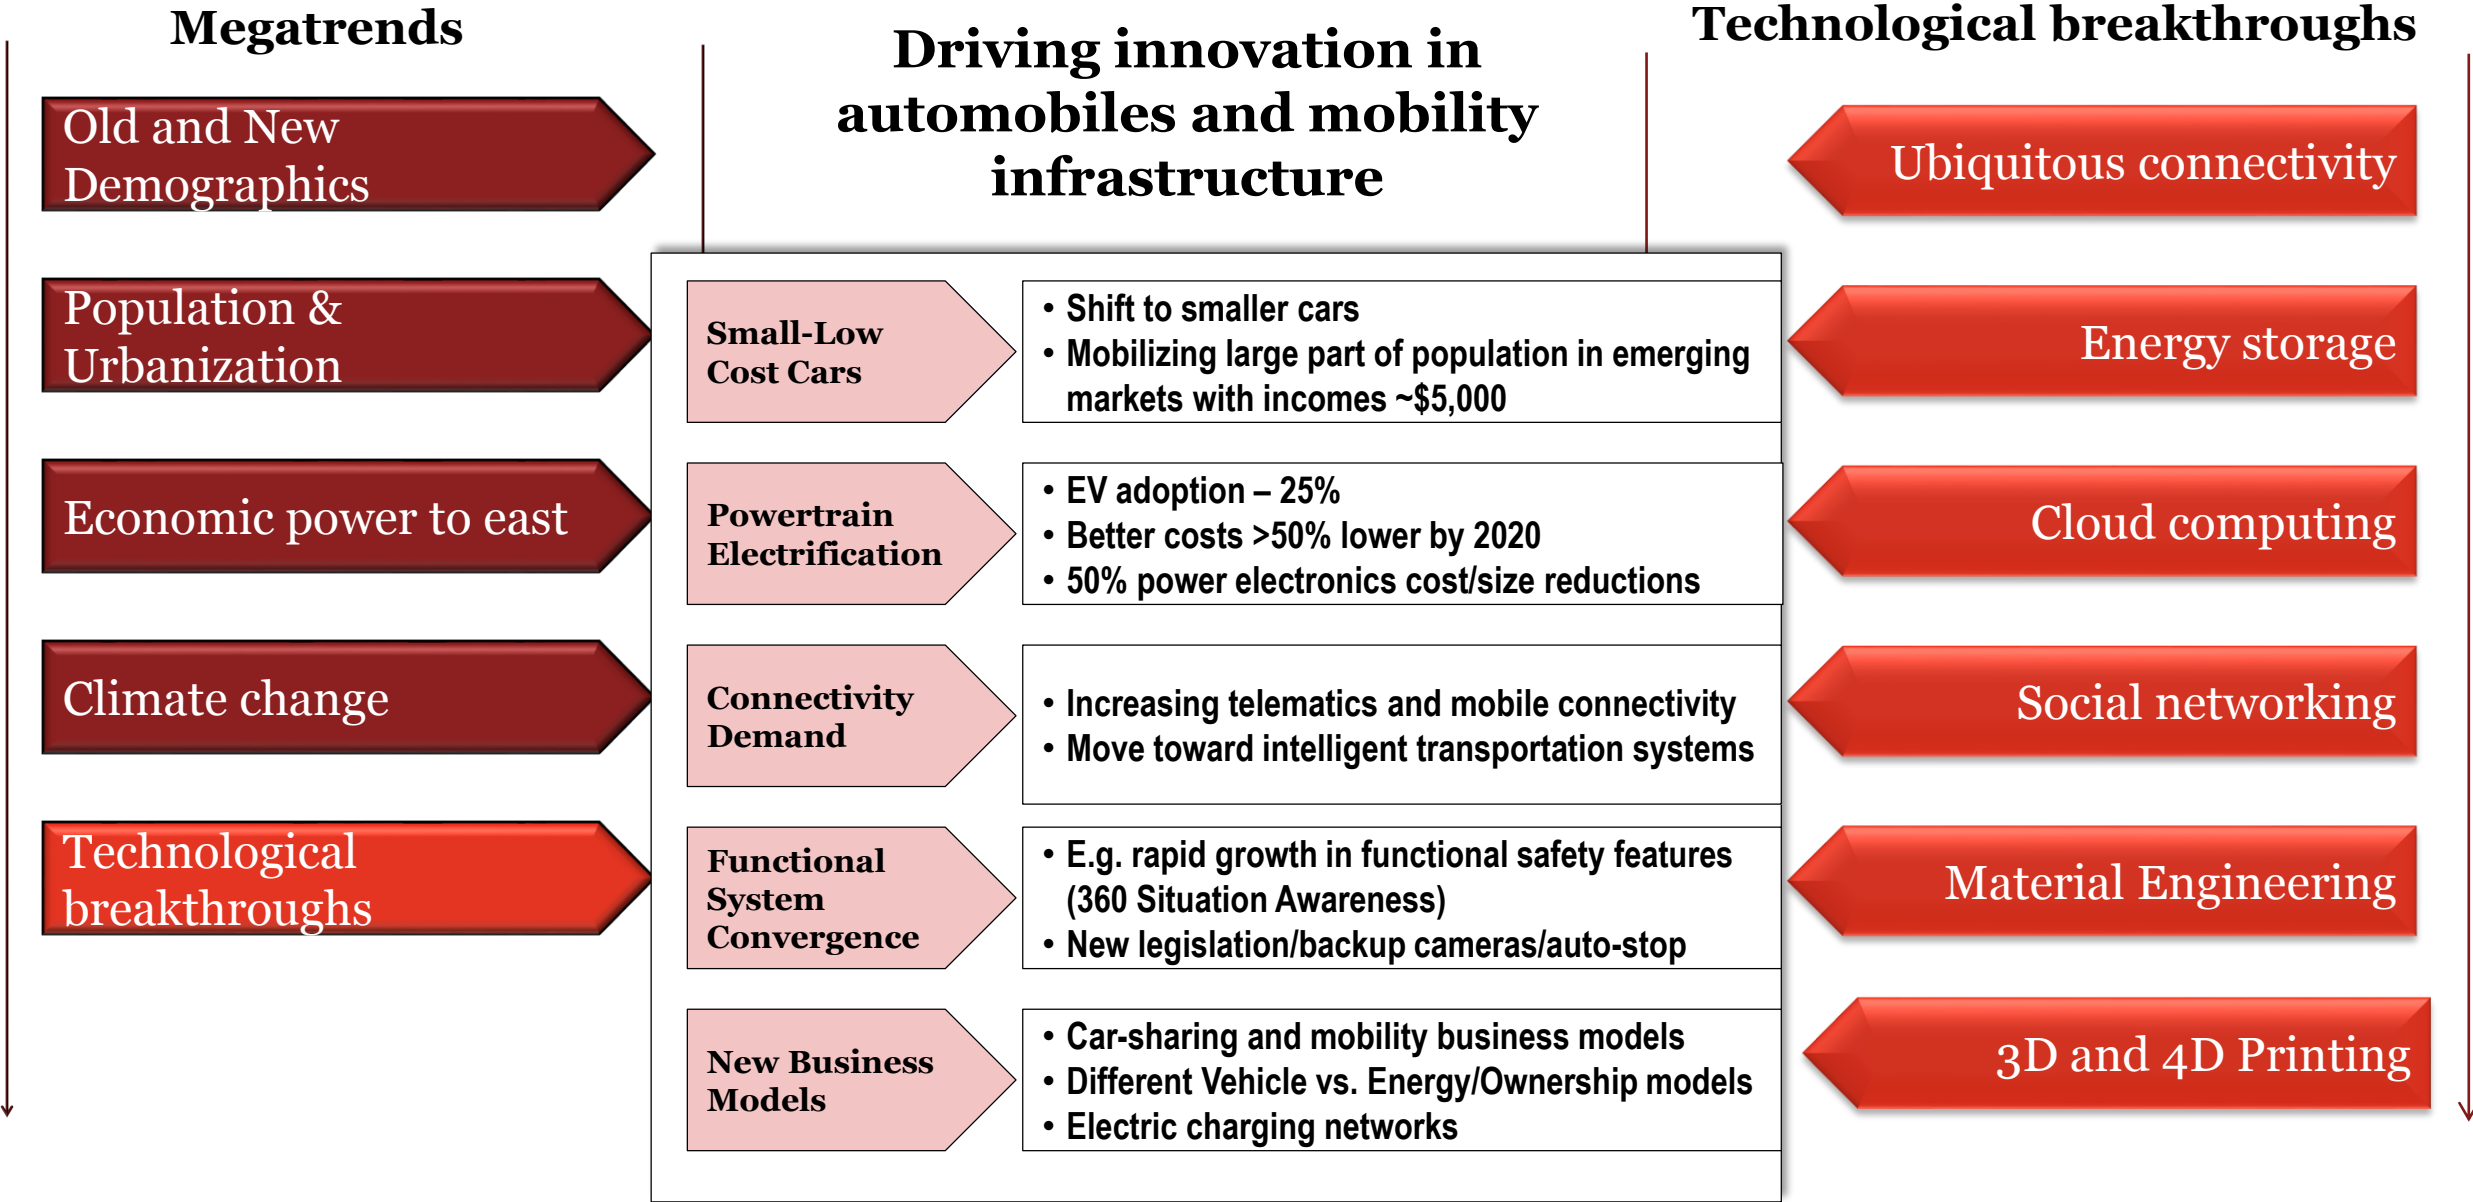 Megatrends
Old and New
Demographics
Population &
Urbanization
Economic power to east
Climate change
Technological
breakthroughs
Driving innovation in
automobiles and mobility
infrastructure
Small-Low
Cost Cars
• Shift to smaller cars
• Mobilizing large part of population in emerging
markets with incomes ~$5,000
Powertrain
Electrification
• EV adoption – 25%
• Better costs >50% lower by 2020
• 50% power electronics cost/size reductions
Connectivity
Demand
• Increasing telematics and mobile connectivity
• Move toward intelligent transportation systems
Functional
System
Convergence
• E.g. rapid growth in functional safety features
(360 Situation Awareness)
• New legislation/backup cameras/auto-stop
New Business
Models
• Car-sharing and mobility business models
• Different Vehicle vs. Energy/Ownership models
• Electric charging networks
Technological breakthroughs
Ubiquitous connectivity
Energy storage
Cloud computing
Social networking
Material Engineering
3D and 4D Printing